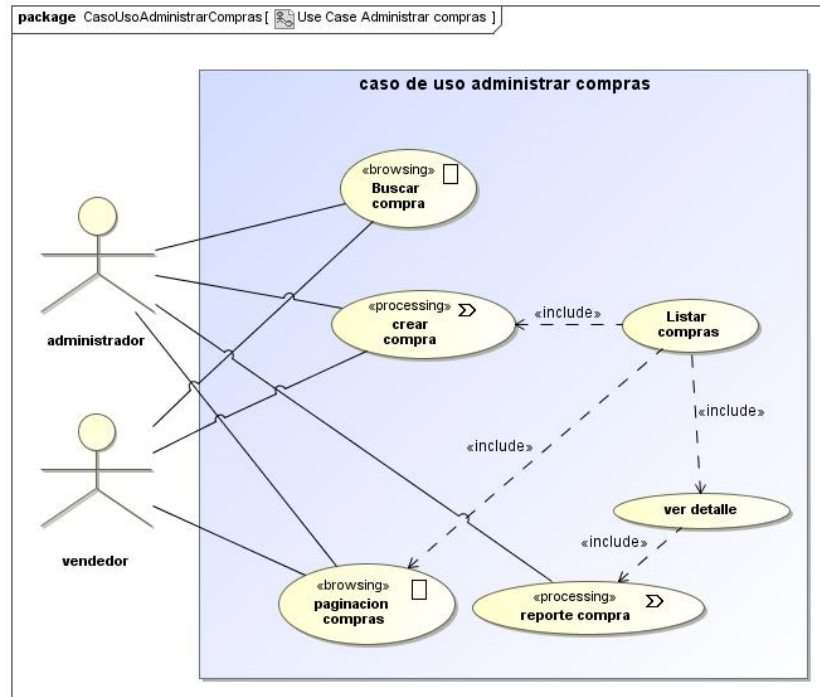 package CasoUsoAdministrarCompras[ Use Case Administrar compras ]
caso de uso administrar compras
«browsing»
Buscar
compra
administrador
«processing»
crear
compra
«include»
Listar
compras
«include»
«include»
vendedor
ver detalle
«include»
«browsing»
paginacion
compras
«processing»
reporte compra